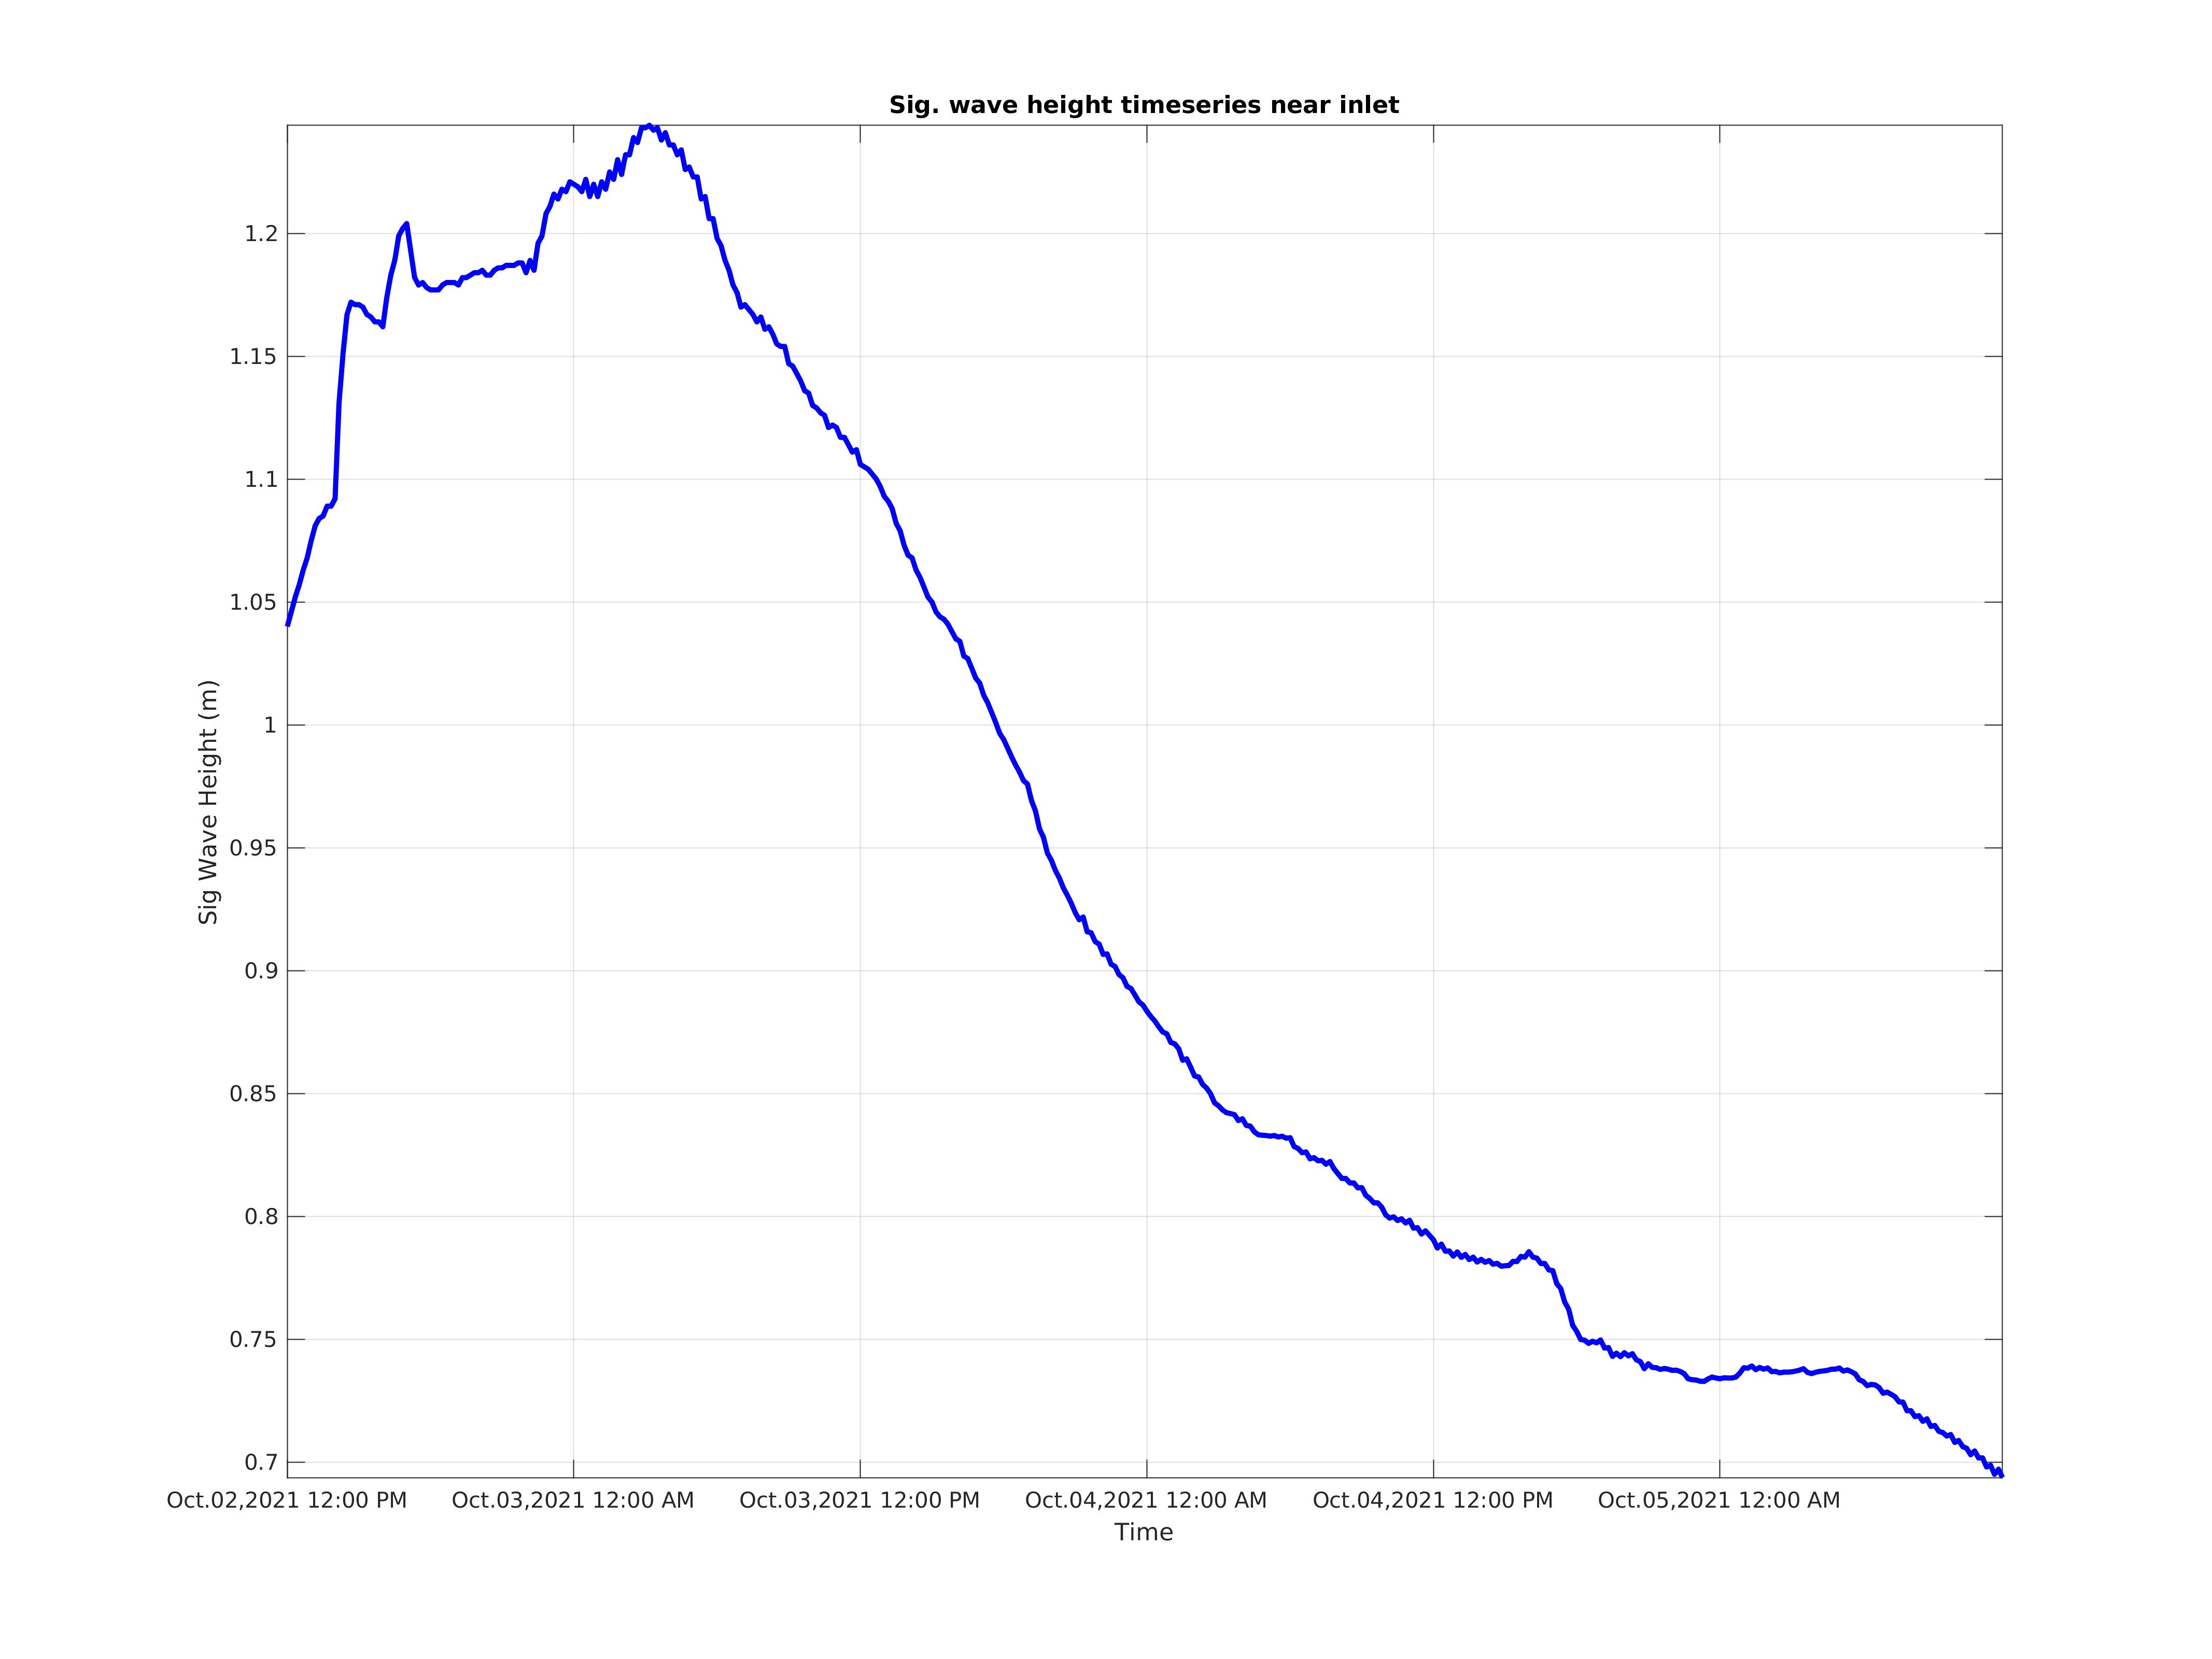 Sig. wave height timeseries near inlet
1.2
1.15
1.1
1.05
1
0.95
0.9
0.85
0.8
0.75
0.7
Sig Wave Height (m)
Oct.02,2021 12:00 PM Oct.03,2021 12:00 AM Oct.03,2021 12:00 PM Oct.04,2021 12:00 AM Oct.04,2021 12:00 PM Oct.05,2021 12:00 AM
Time